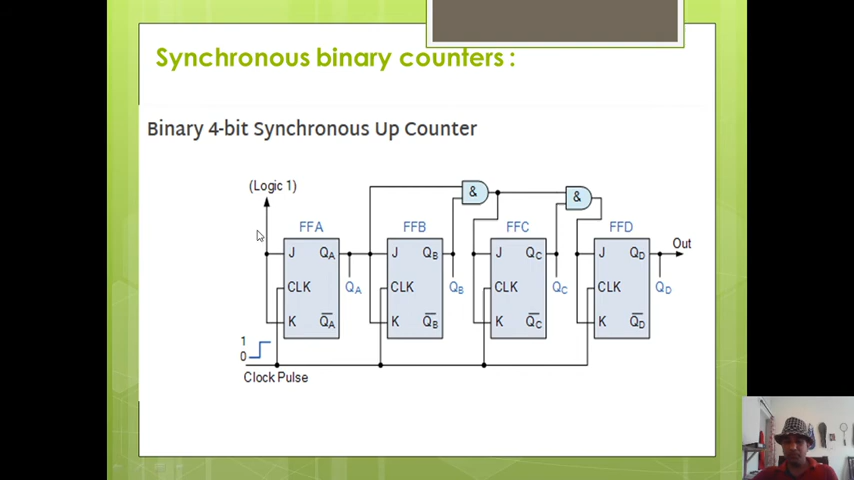 Synchronous binary counters :
Binary 4-bit Synchronous Up Counter
(Logic 1)
&
&
FFA
FFB
FFC
FFD
J
Q_A
J
Q_B
J
Q_C
J
Q_D
Out
CLK
Q_A
CLK
Q_B
CLK
Q_C
CLK
Q_D
K
Q̅_A
K
Q̅_B
K
Q̅_C
K
Q̅_D
1
0
Clock Pulse